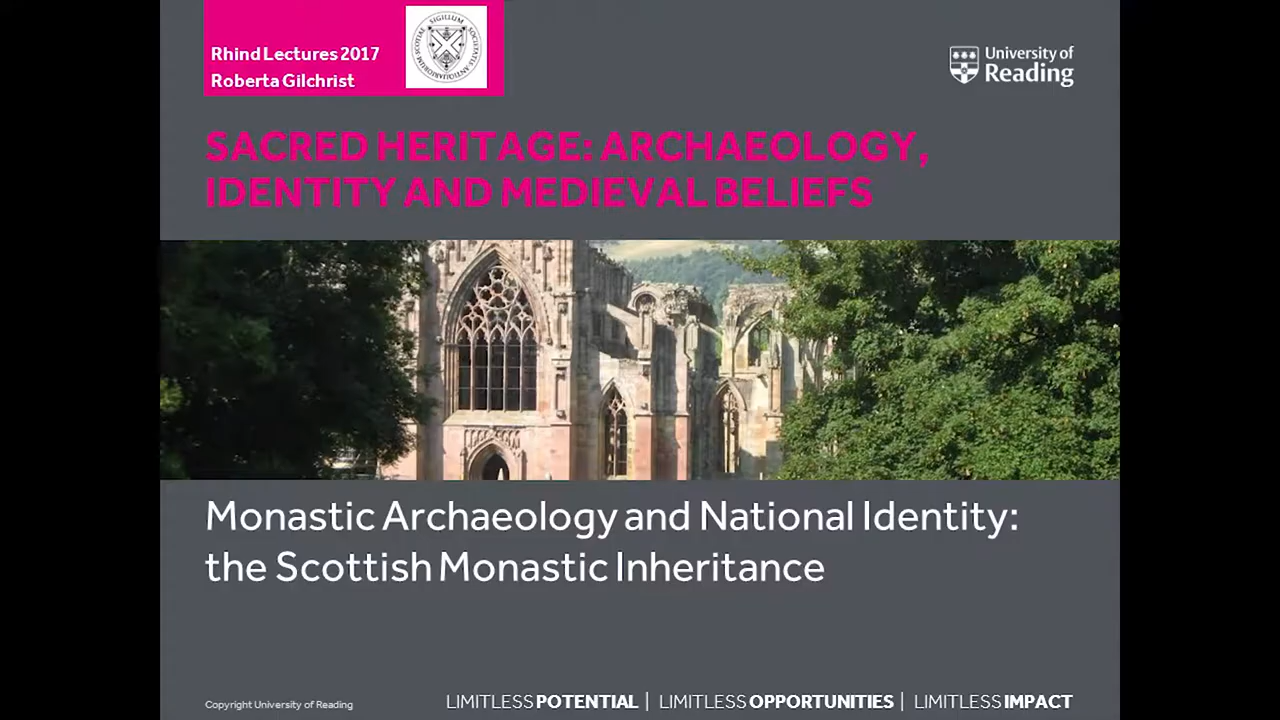 Rhind Lectures 2017
Roberta Gilchrist
University of
Reading
SACRED HERITAGE: ARCHAEOLOGY,
IDENTITY AND MEDIEVAL BELIEFS
Monastic Archaeology and National Identity:
the Scottish Monastic Inheritance
Copyright University of Reading
LIMITLESS POTENTIAL | LIMITLESS OPPORTUNITIES | LIMITLESS IMPACT